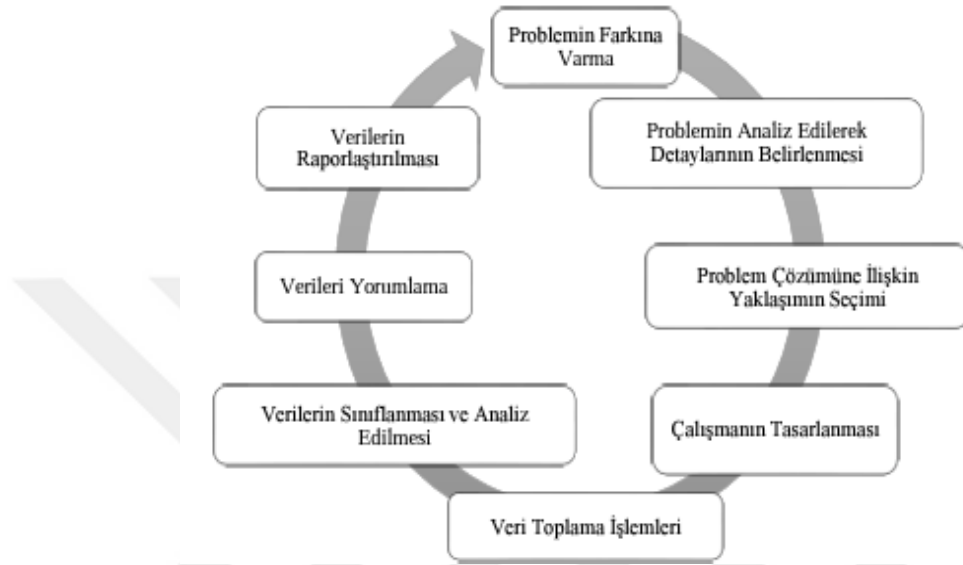 Problemin Farkına
Varma
Problemin Analiz Edilerek
Detaylarının Belirlenmesi
Problem Çözümüne İlişkin
Yaklaşımın Seçimi
Çalışmanın Tasarlanması
Veri Toplama İşlemleri
Verilerin Sınıflanması ve Analiz
Edilmesi
Verileri Yorumlama
Verilerin
Raporlaştırılması